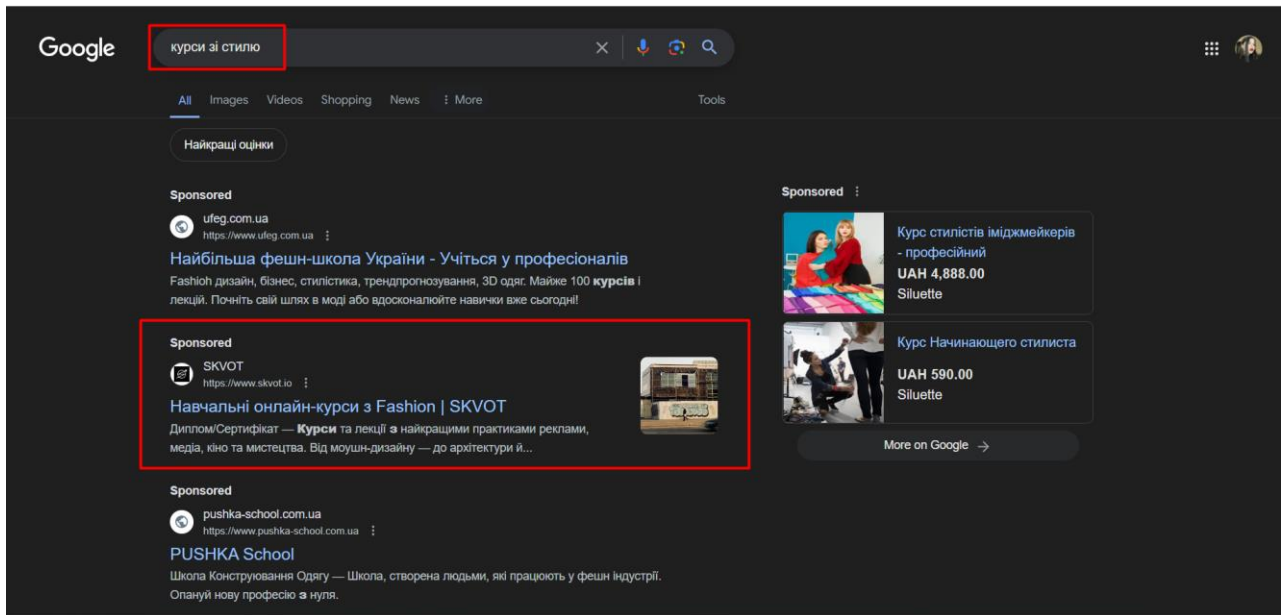 Google
курси зі стилю
All Images Videos Shopping News More Tools
Найкращі оцінки
Sponsored
ufeg.com.ua
https://www.ufeg.com.ua
Найбільша фешн-школа України - Учіться у професіоналів
Fashioh дизайн, бізнес, стилістика, трендпрогнозування, 3D одяг. Майже 100 курсів і
лекцій. Почніть свій шлях в моді або вдосконалюйте навички вже сьогодні!
Sponsored
SKVOT
https://www.skvot.io
Навчальні онлайн-курси з Fashion | SKVOT
Диплом/Сертифікат — Курси та лекції з найкращими практиками реклами,
медіа, кіно та мистецтва. Від моушн-дизайну — до архітектури й...
Sponsored
pushka-school.com.ua
https://www.pushka-school.com.ua
PUSHKA School
Школа Конструювання Одягу — Школа, створена людьми, які працюють у фешн індустрії.
Опануй нову професію з нуля.
Sponsored
Курс стилістів іміджмейкерів
- професійний
UAH 4,888.00
Siluette
Курс Начинающего стилиста
UAH 590.00
Siluette
More on Google →